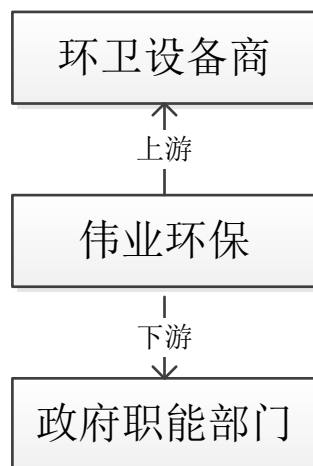 环卫设备商
上游
伟业环保
下游
政府职能部门